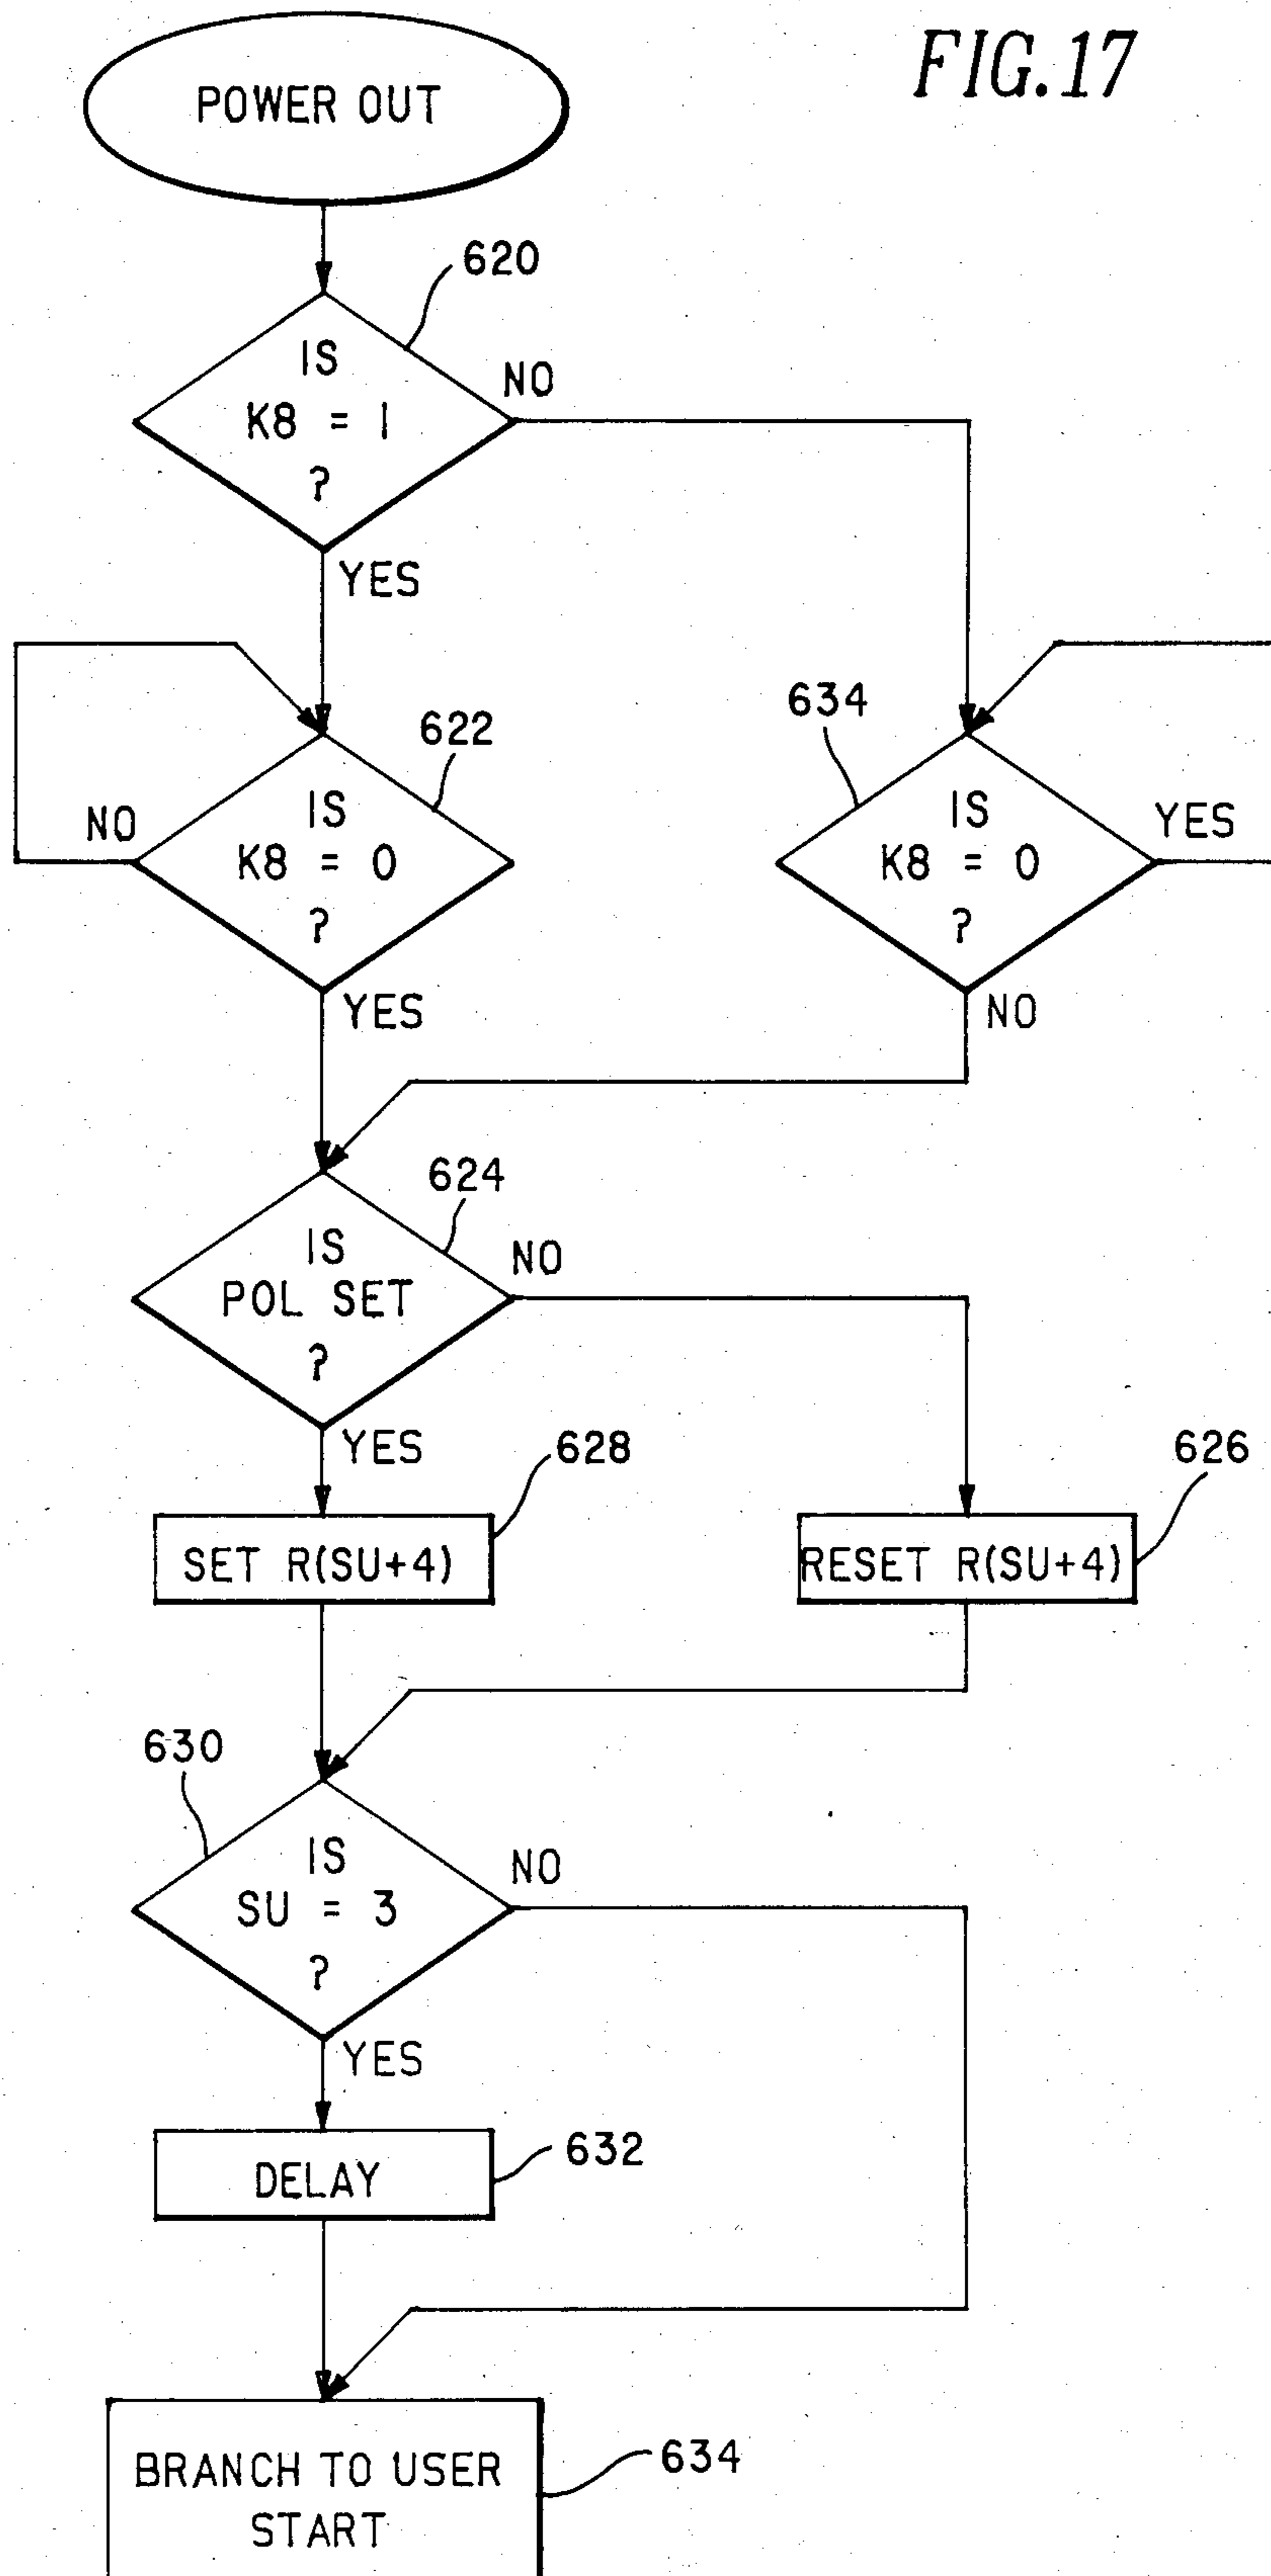 FIG.17
POWER OUT
620
IS
K8 = 1
?
NO
YES
622
IS
K8 = 0
?
NO
YES
634
IS
K8 = 0
?
YES
NO
624
IS
POL SET
?
NO
YES
628
SET R(SU+4)
626
RESET R(SU+4)
630
IS
SU = 3
?
NO
YES
632
DELAY
BRANCH TO USER
START
634